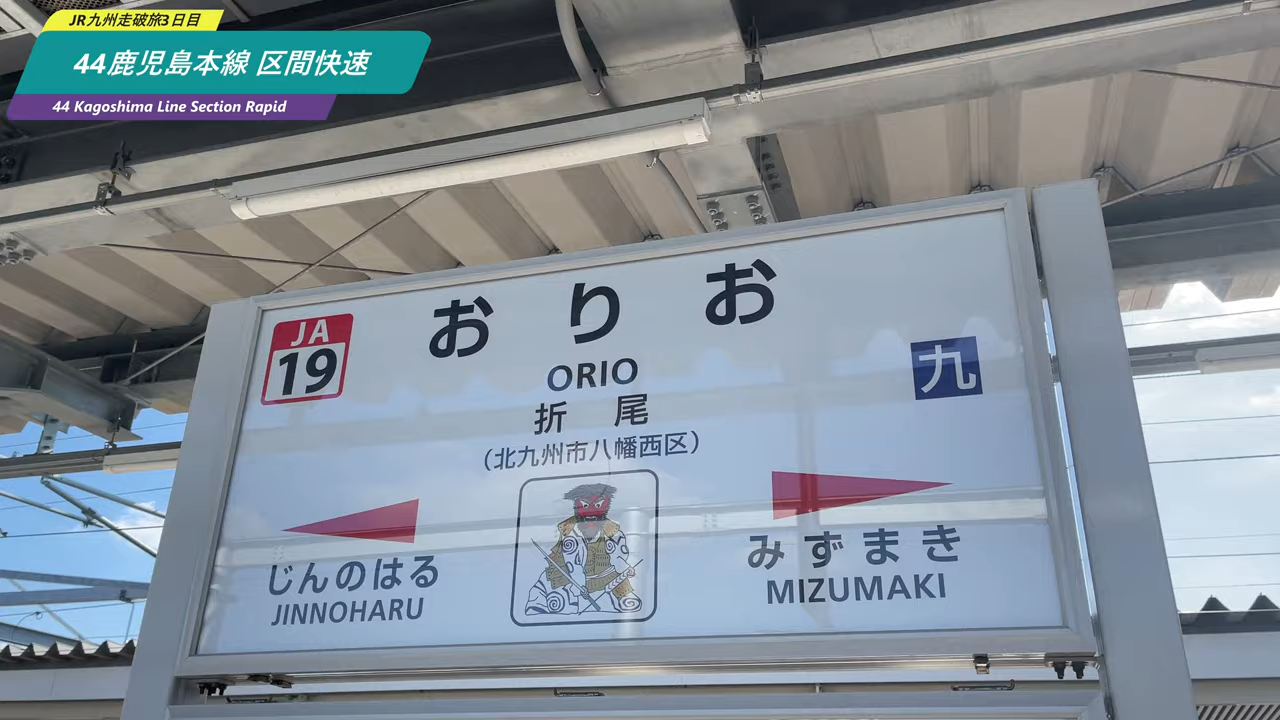 JR九州走破旅3日目
44鹿児島本線 区間快速
44 Kagoshima Line Section Rapid
JA
19
おりお
ORIO
九
折尾
（北九州市八幡西区）
じんのはる
JINNOHARU
みずまき
MIZUMAKI